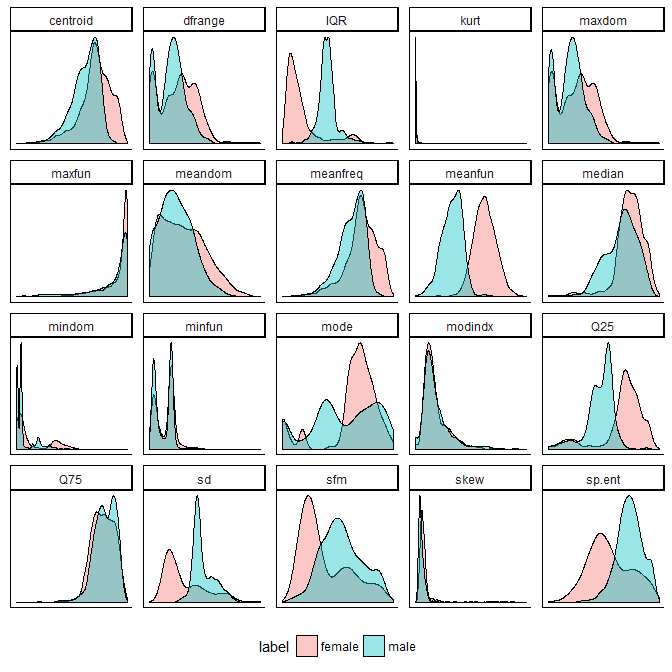 centroid dfrange IQR kurt maxdom
maxfun meandom meanfreq meanfun median
mindom minfun mode modindx Q25
Q75 sd sfm skew sp.ent
label female male